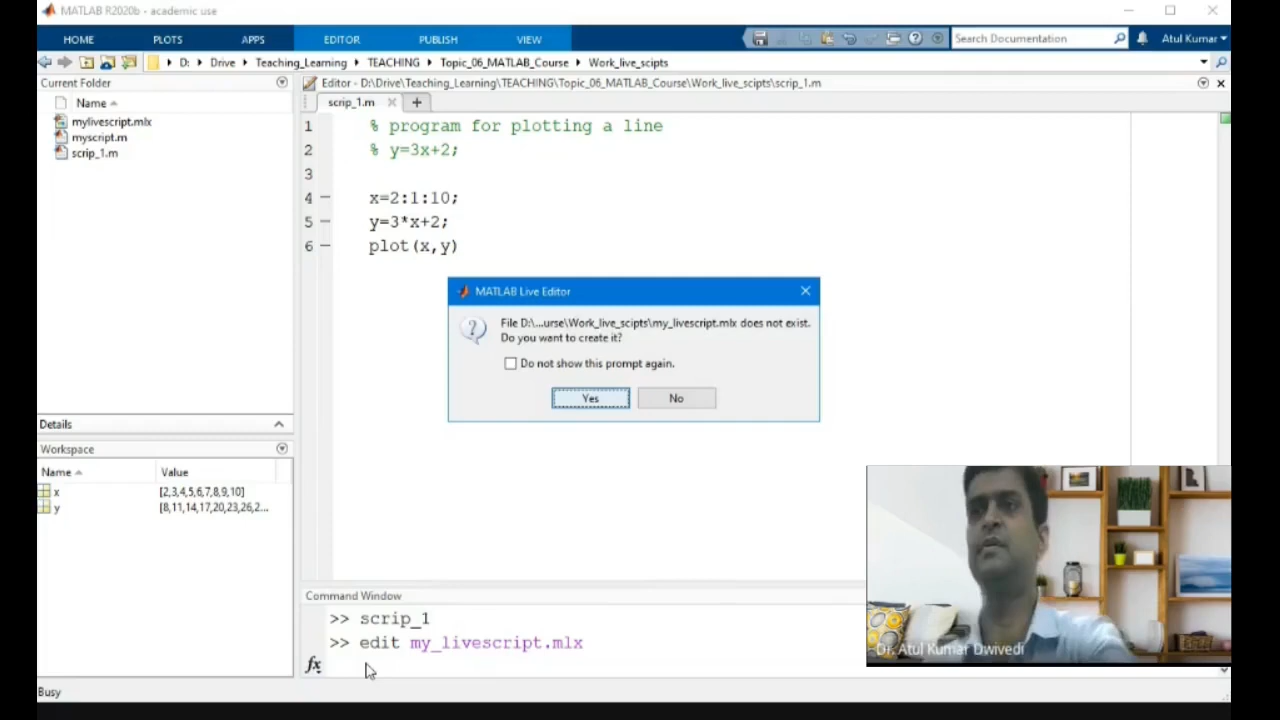 MATLAB R2020b - academic use
HOME PLOTS APPS EDITOR PUBLISH VIEW Search Documentation Atul Kumar
D: Drive Teaching_Learning TEACHING Topic_06_MATLAB_Course Work_live_scipts
Current Folder
Name
mylivescript.mlx
myscript.m
scrip_1.m
Editor - D:\Drive\Teaching_Learning\TEACHING\Topic_06_MATLAB_Course\Work_live_scipts\scrip_1.m
scrip_1.m
1 % program for plotting a line
2 % y=3x+2;
3
4 x=2:1:10;
5 y=3*x+2;
6 plot(x,y)
MATLAB Live Editor
File D:\...urse\Work_live_scipts\my_livescript.mlx does not exist.
Do you want to create it?
Do not show this prompt again.
Yes No
Details
Workspace
Name Value
x [2,3,4,5,6,7,8,9,10]
y [8,11,14,17,20,23,26,2...
Command Window
>> scrip_1
>> edit my_livescript.mlx
fx
Dr. Atul Kumar Dwivedi
Busy